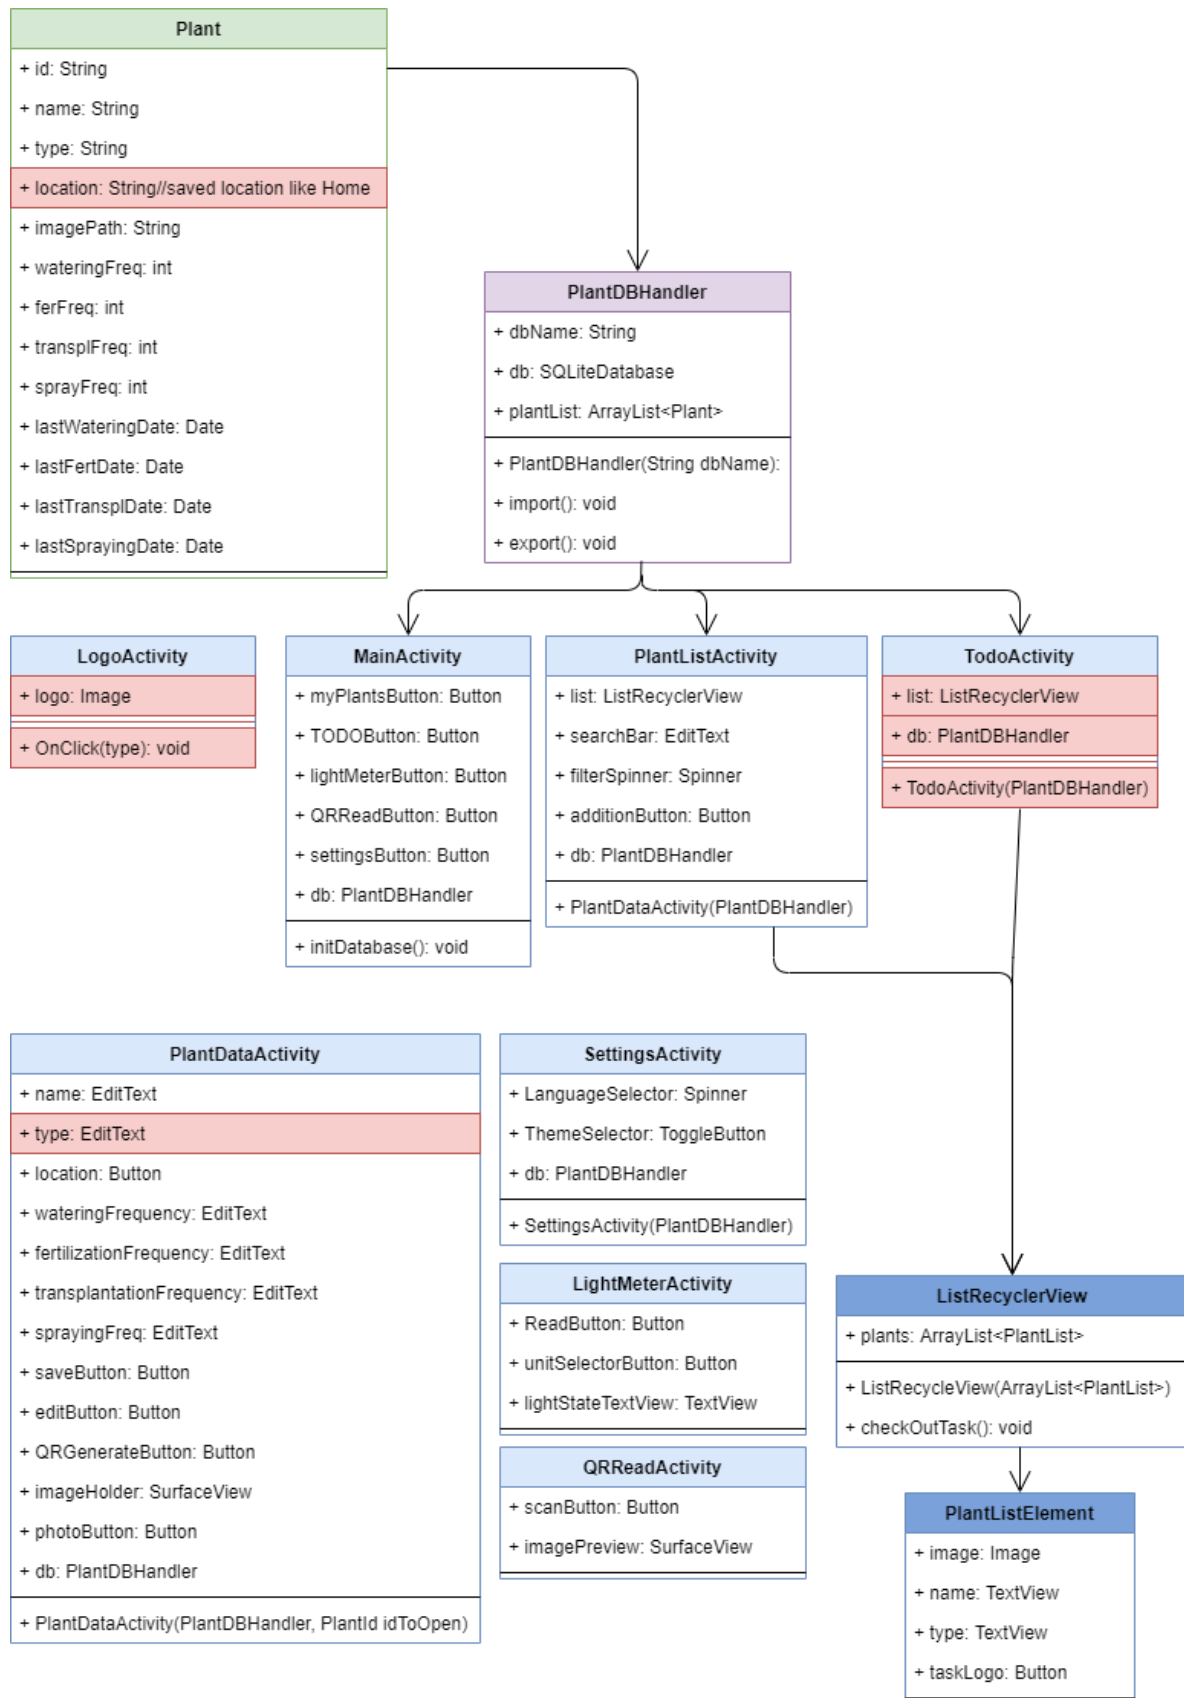 Plant
+ id: String
+ name: String
+ type: String
+ location: String//saved location like Home
+ imagePath: String
+ wateringFreq: int
+ ferFreq: int
+ transplFreq: int
+ sprayFreq: int
+ lastWateringDate: Date
+ lastFertDate: Date
+ lastTransplDate: Date
+ lastSprayingDate: Date
PlantDBHandler
+ dbName: String
+ db: SQLiteDatabase
+ plantList: ArrayList<Plant>
+ PlantDBHandler(String dbName):
+ import(): void
+ export(): void
LogoActivity
+ logo: Image
+ OnClick(type): void
MainActivity
+ myPlantsButton: Button
+ TODOButton: Button
+ lightMeterButton: Button
+ QRReadButton: Button
+ settingsButton: Button
+ db: PlantDBHandler
+ initDatabase(): void
PlantListActivity
+ list: ListRecyclerView
+ searchBar: EditText
+ filterSpinner: Spinner
+ additionButton: Button
+ db: PlantDBHandler
+ PlantDataActivity(PlantDBHandler)
TodoActivity
+ list: ListRecyclerView
+ db: PlantDBHandler
+ TodoActivity(PlantDBHandler)
PlantDataActivity
+ name: EditText
+ type: EditText
+ location: Button
+ wateringFrequency: EditText
+ fertilizationFrequency: EditText
+ transplantationFrequency: EditText
+ sprayingFreq: EditText
+ saveButton: Button
+ editButton: Button
+ QRGenerateButton: Button
+ imageHolder: SurfaceView
+ photoButton: Button
+ db: PlantDBHandler
+ PlantDataActivity(PlantDBHandler, PlantId idToOpen)
SettingsActivity
+ LanguageSelector: Spinner
+ ThemeSelector: ToggleButton
+ db: PlantDBHandler
+ SettingsActivity(PlantDBHandler)
LightMeterActivity
+ ReadButton: Button
+ unitSelectorButton: Button
+ lightStateTextView: TextView
QRReadActivity
+ scanButton: Button
+ imagePreview: SurfaceView
ListRecyclerView
+ plants: ArrayList<PlantList>
+ ListRecycleView(ArrayList<PlantList>)
+ checkOutTask(): void
PlantListElement
+ image: Image
+ name: TextView
+ type: TextView
+ taskLogo: Button